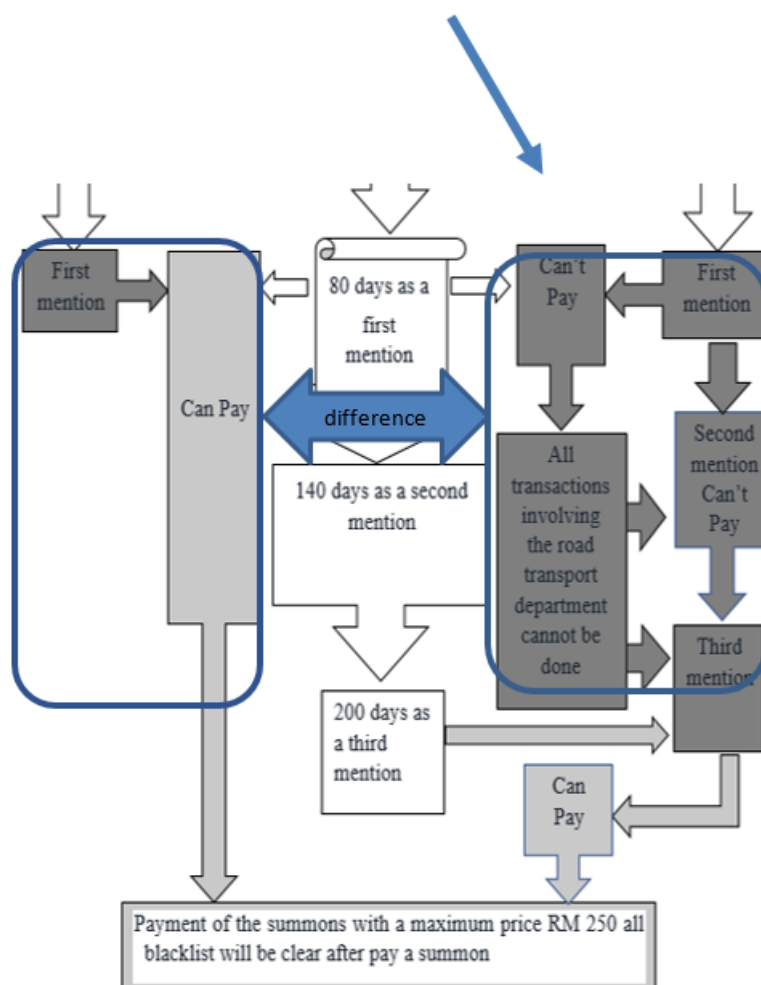 First
mention
Can Pay
80 days as a
first
mention
Can't
Pay
First
mention
difference
140 days as a second
mention
All
transactions
involving
the road
transport
department
cannot be
done
Second
mention
Can't
Pay
Third
mention
200 days as
a third
mention
Can
Pay
Payment of the summons with a maximum price RM 250 all
blacklist will be clear after pay a summon